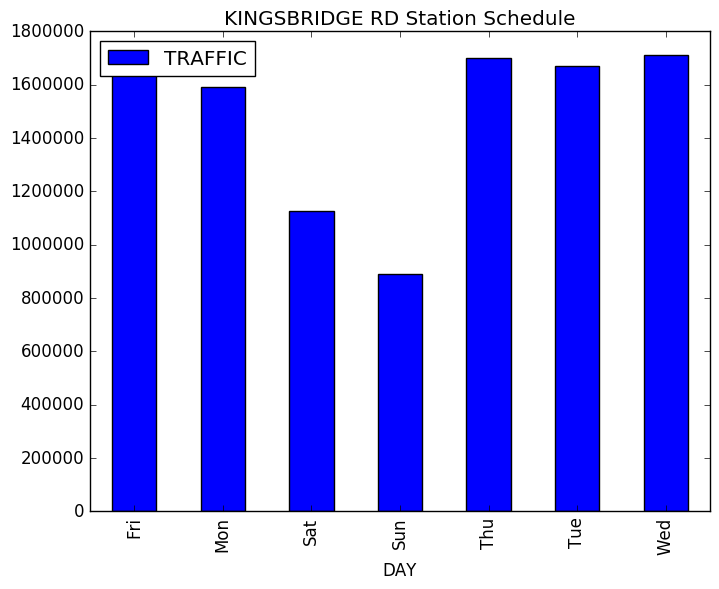 KINGSBRIDGE RD Station Schedule
TRAFFIC
1800000
1600000
1400000
1200000
1000000
800000
600000
400000
200000
0
Fri
Mon
Sat
Sun
Thu
Tue
Wed
DAY